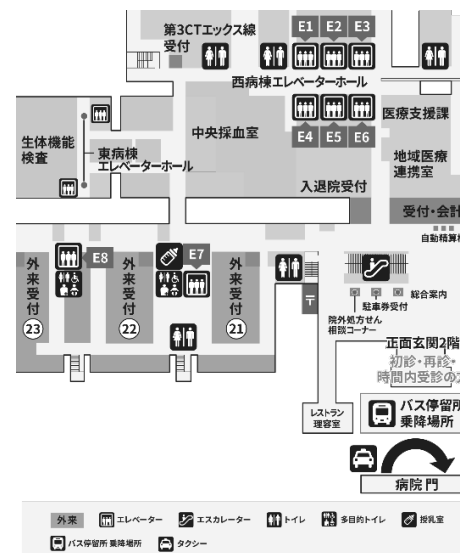 第3CTエックス線
受付
E1 E2 E3
西病棟エレベーターホール
E4 E5 E6
医療支援課
中央採血室
生体機能
検査
東病棟
エレベーターホール
地域医療
連携室
入退院受付
受付・会計
自動精算
E8
E7
外来受付
23
外来受付
22
外来受付
21
〒
総合案内
駐車券受付
院外処方せん
相談コーナー
正面玄関2階
初診・再診・
時間内受診の
レストラン
理容室
バス停留所
乗降場所
病院門
外来
エレベーター
エスカレーター
トイレ
多目的トイレ
授乳室
バス停留所 乗降場所
タクシー